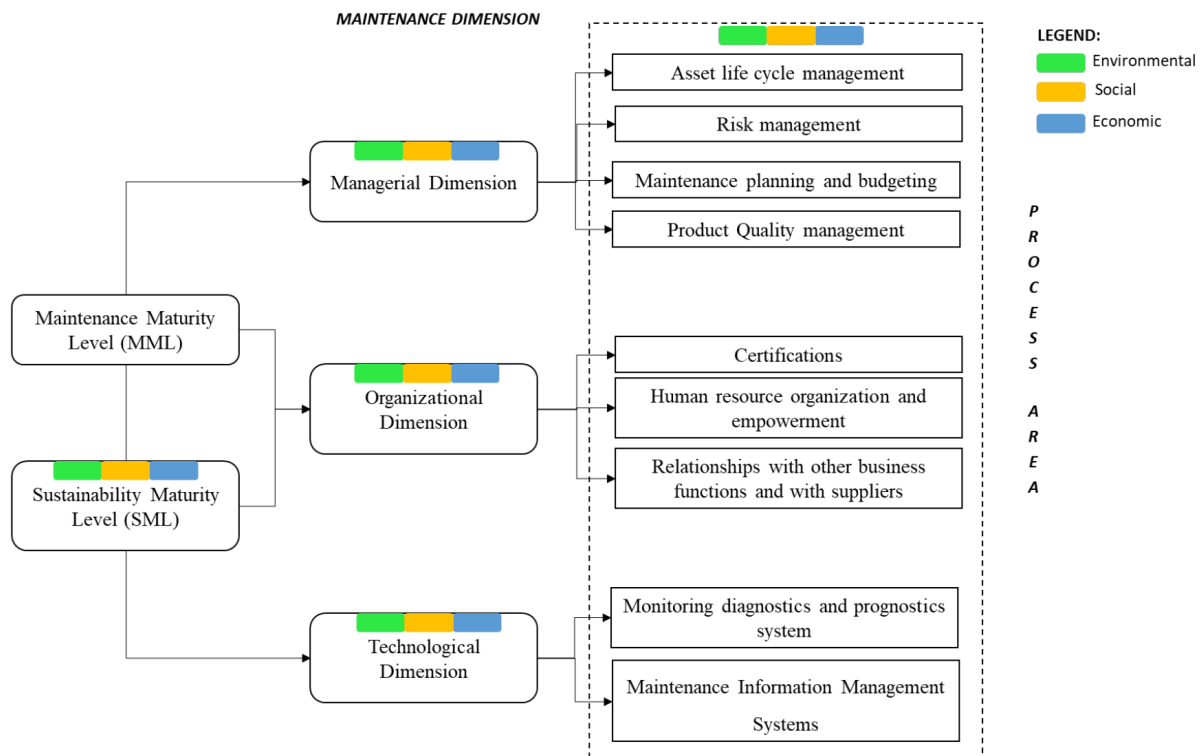 MAINTENANCE DIMENSION
LEGEND:
Environmental
Social
Economic
Asset life cycle management
Risk management
Managerial Dimension
Maintenance planning and budgeting
Product Quality management
Maintenance Maturity
Level (MML)
Certifications
Organizational
Dimension
Human resource organization and
empowerment
Relationships with other business
functions and with suppliers
Sustainability Maturity
Level (SML)
Monitoring diagnostics and prognostics
system
Technological
Dimension
Maintenance Information Management
Systems
P
R
O
C
E
S
S
A
R
E
A